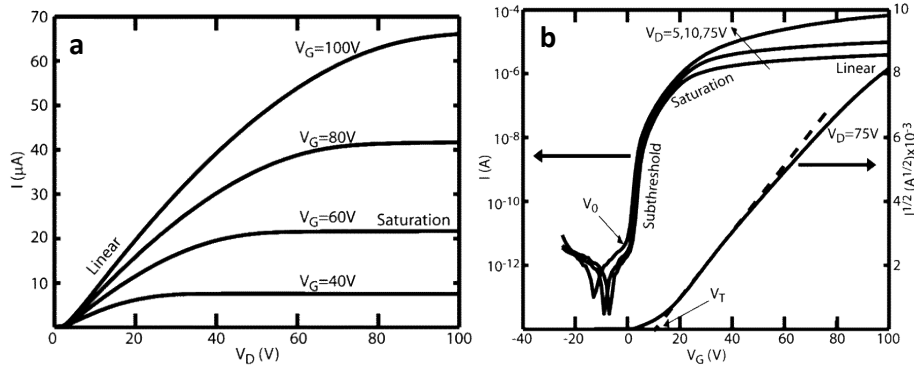 a
70
60
50
40
30
20
10
I (μA)
V_G=100V
V_G=80V
V_G=60V
Saturation
V_G=40V
Linear
0 20 40 60 80 100
V_D (V)
b
10^-4
10^-6
10^-8
10^-10
10^-12
I (A)
V_D=5,10,75V
Linear
Saturation
V_D=75V
Subthreshold
V_0
V_T
-40 -20 0 20 40 60 80 100
V_G (V)
10
8
6
4
2
0
I^1/2 (A^1/2)x10^-3